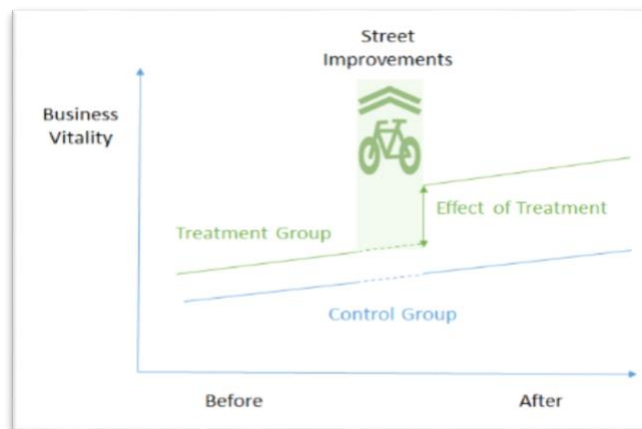 Street
Improvements
Business
Vitality
Treatment Group
Effect of Treatment
Control Group
Before
After